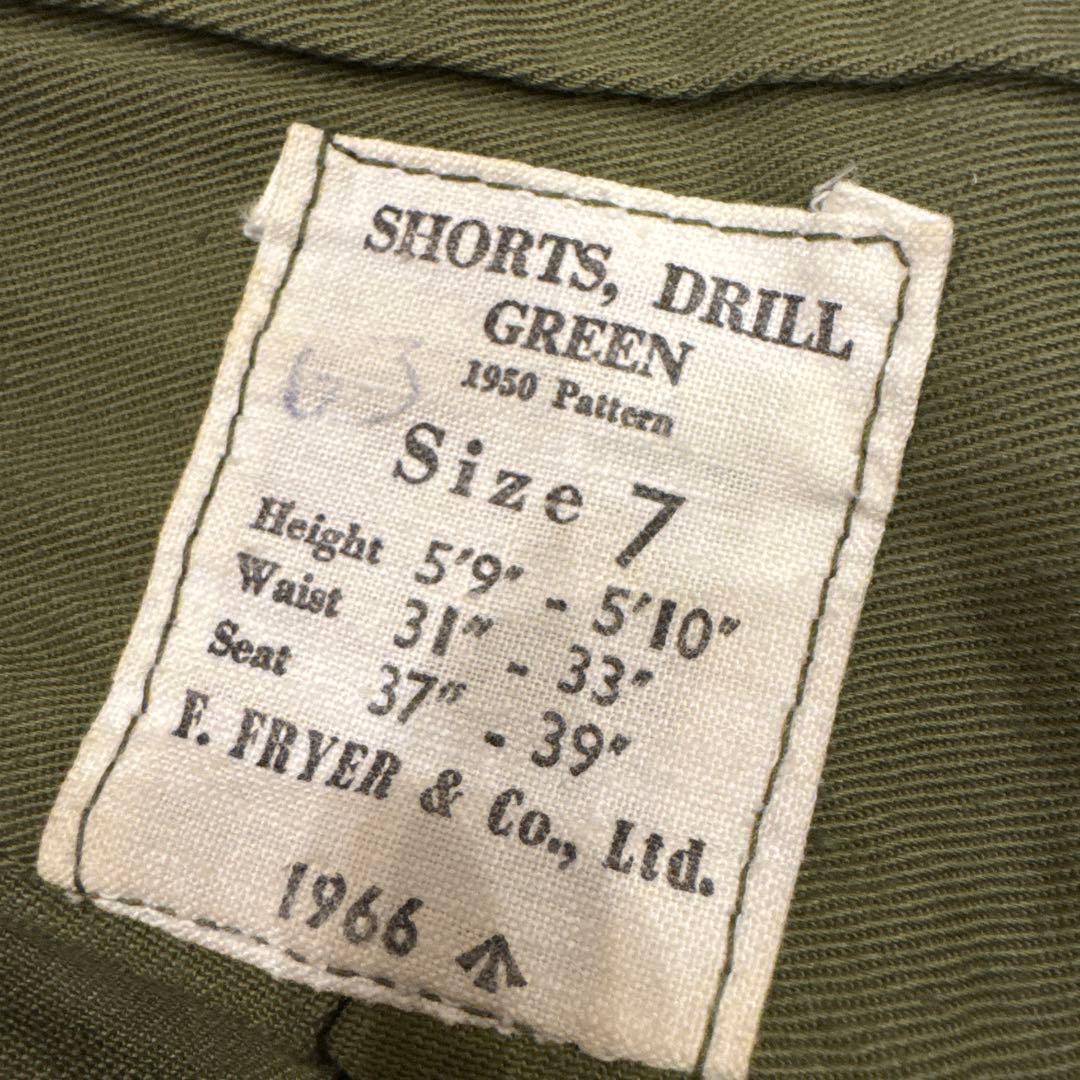 SHORTS, DRILL
GREEN
1950 Pattern
Size 7
Height 5'9" - 5'10"
Waist 31" - 33"
Seat 37" - 39"
F. FRYER & Co., Ltd.
1966